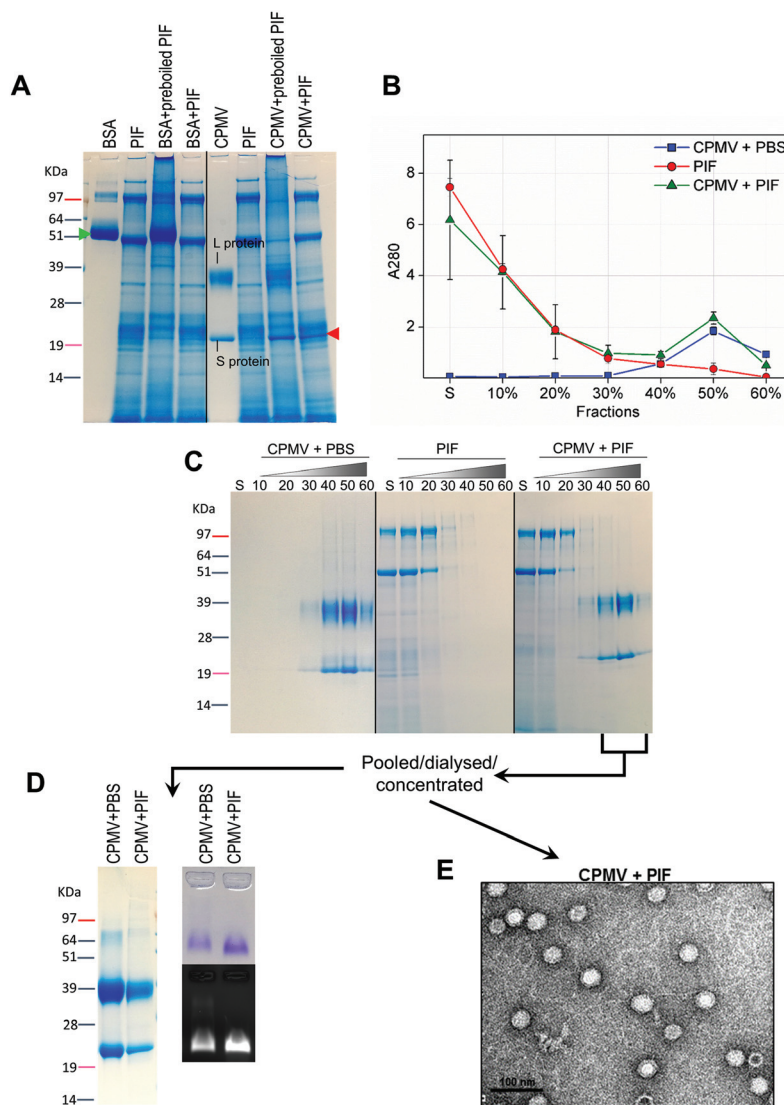 A
BSA
PIF
BSA+preboiled PIF
BSA+PIF
CPMV
PIF
CPMV+preboiled PIF
CPMV+PIF
KDa
97
64
51
39
28
19
14
L protein
S protein
B
CPMV + PBS
PIF
CPMV + PIF
A280
8
6
4
2
S 10% 20% 30% 40% 50% 60%
Fractions
C
CPMV + PBS PIF CPMV + PIF
S 10 20 30 40 50 60 S 10 20 30 40 50 60 S 10 20 30 40 50 60
97
64
51
39
28
19
14
Pooled/dialysed/
concentrated
D
CPMV+PBS
CPMV+PIF
CPMV+PBS
CPMV+PIF
KDa
97
64
51
39
28
19
14
E
CPMV + PIF
100 nm